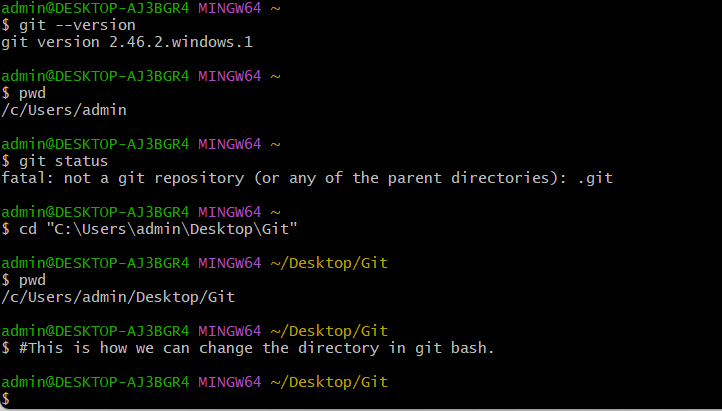 admin@DESKTOP-AJ3BGR4 MINGW64 ~
$ git --version
git version 2.46.2.windows.1
admin@DESKTOP-AJ3BGR4 MINGW64 ~
$ pwd
/c/Users/admin
admin@DESKTOP-AJ3BGR4 MINGW64 ~
$ git status
fatal: not a git repository (or any of the parent directories): .git
admin@DESKTOP-AJ3BGR4 MINGW64 ~
$ cd "C:\Users\admin\Desktop\Git"
admin@DESKTOP-AJ3BGR4 MINGW64 ~/Desktop/Git
$ pwd
/c/Users/admin/Desktop/Git
admin@DESKTOP-AJ3BGR4 MINGW64 ~/Desktop/Git
$ #This is how we can change the directory in git bash.
admin@DESKTOP-AJ3BGR4 MINGW64 ~/Desktop/Git
$